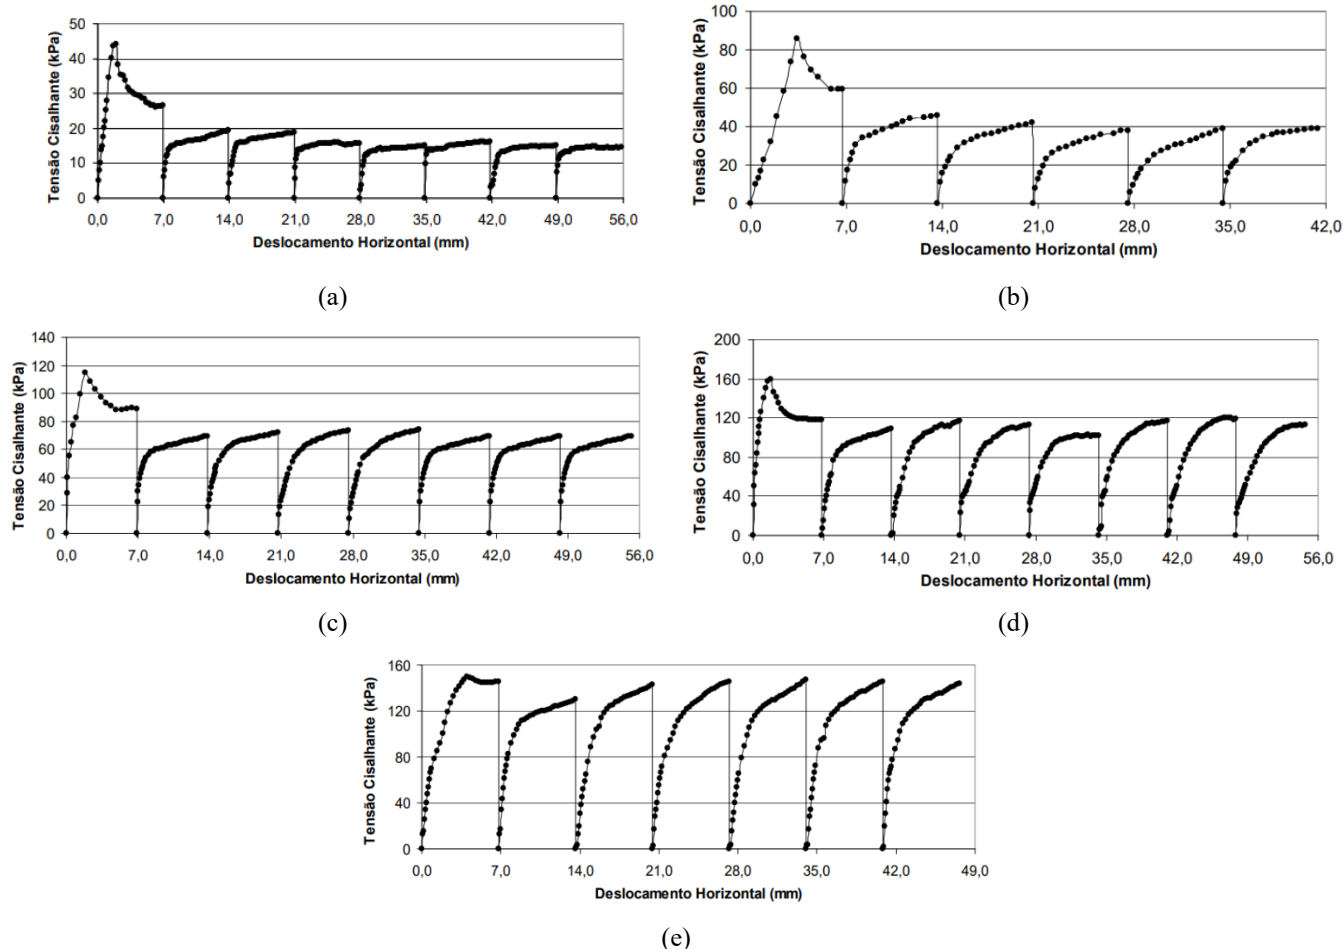 50
40
30
20
10
0
Tensão Cisalhante (kPa)
0,0 7,0 14,0 21,0 28,0 35,0 42,0 49,0 56,0
Deslocamento Horizontal (mm)
(a)
100
80
60
40
20
0
Tensão Cisalhante (kPa)
0,0 7,0 14,0 21,0 28,0 35,0 42,0
Deslocamento Horizontal (mm)
(b)
140
120
100
80
60
40
20
0
Tensão Cisalhante (kPa)
0,0 7,0 14,0 21,0 28,0 35,0 42,0 49,0 56,0
Deslocamento Horizontal (mm)
(c)
200
160
120
80
40
0
Tensão Cisalhante (kPa)
0,0 7,0 14,0 21,0 28,0 35,0 42,0 49,0 56,0
Deslocamento Horizontal (mm)
(d)
160
120
80
40
0
Tensão Cisalhante (kPa)
0,0 7,0 14,0 21,0 28,0 35,0 42,0 49,0
Deslocamento Horizontal (mm)
(e)